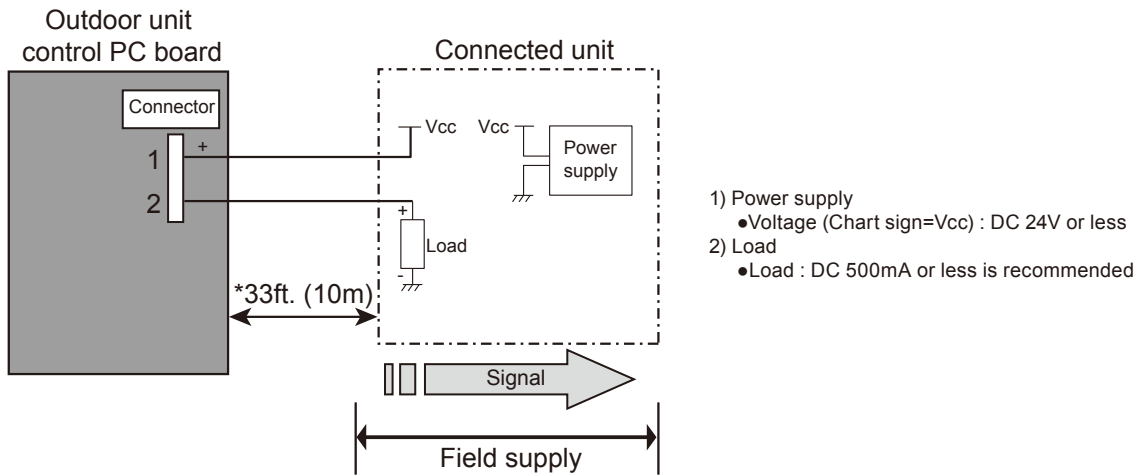 Outdoor unit
control PC board
Connected unit
Connector
+
1
2
Vcc
Vcc
Power
supply
+
Load
-
*33ft. (10m)
Signal
Field supply
1) Power supply
●Voltage (Chart sign=Vcc) : DC 24V or less
2) Load
●Load : DC 500mA or less is recommended